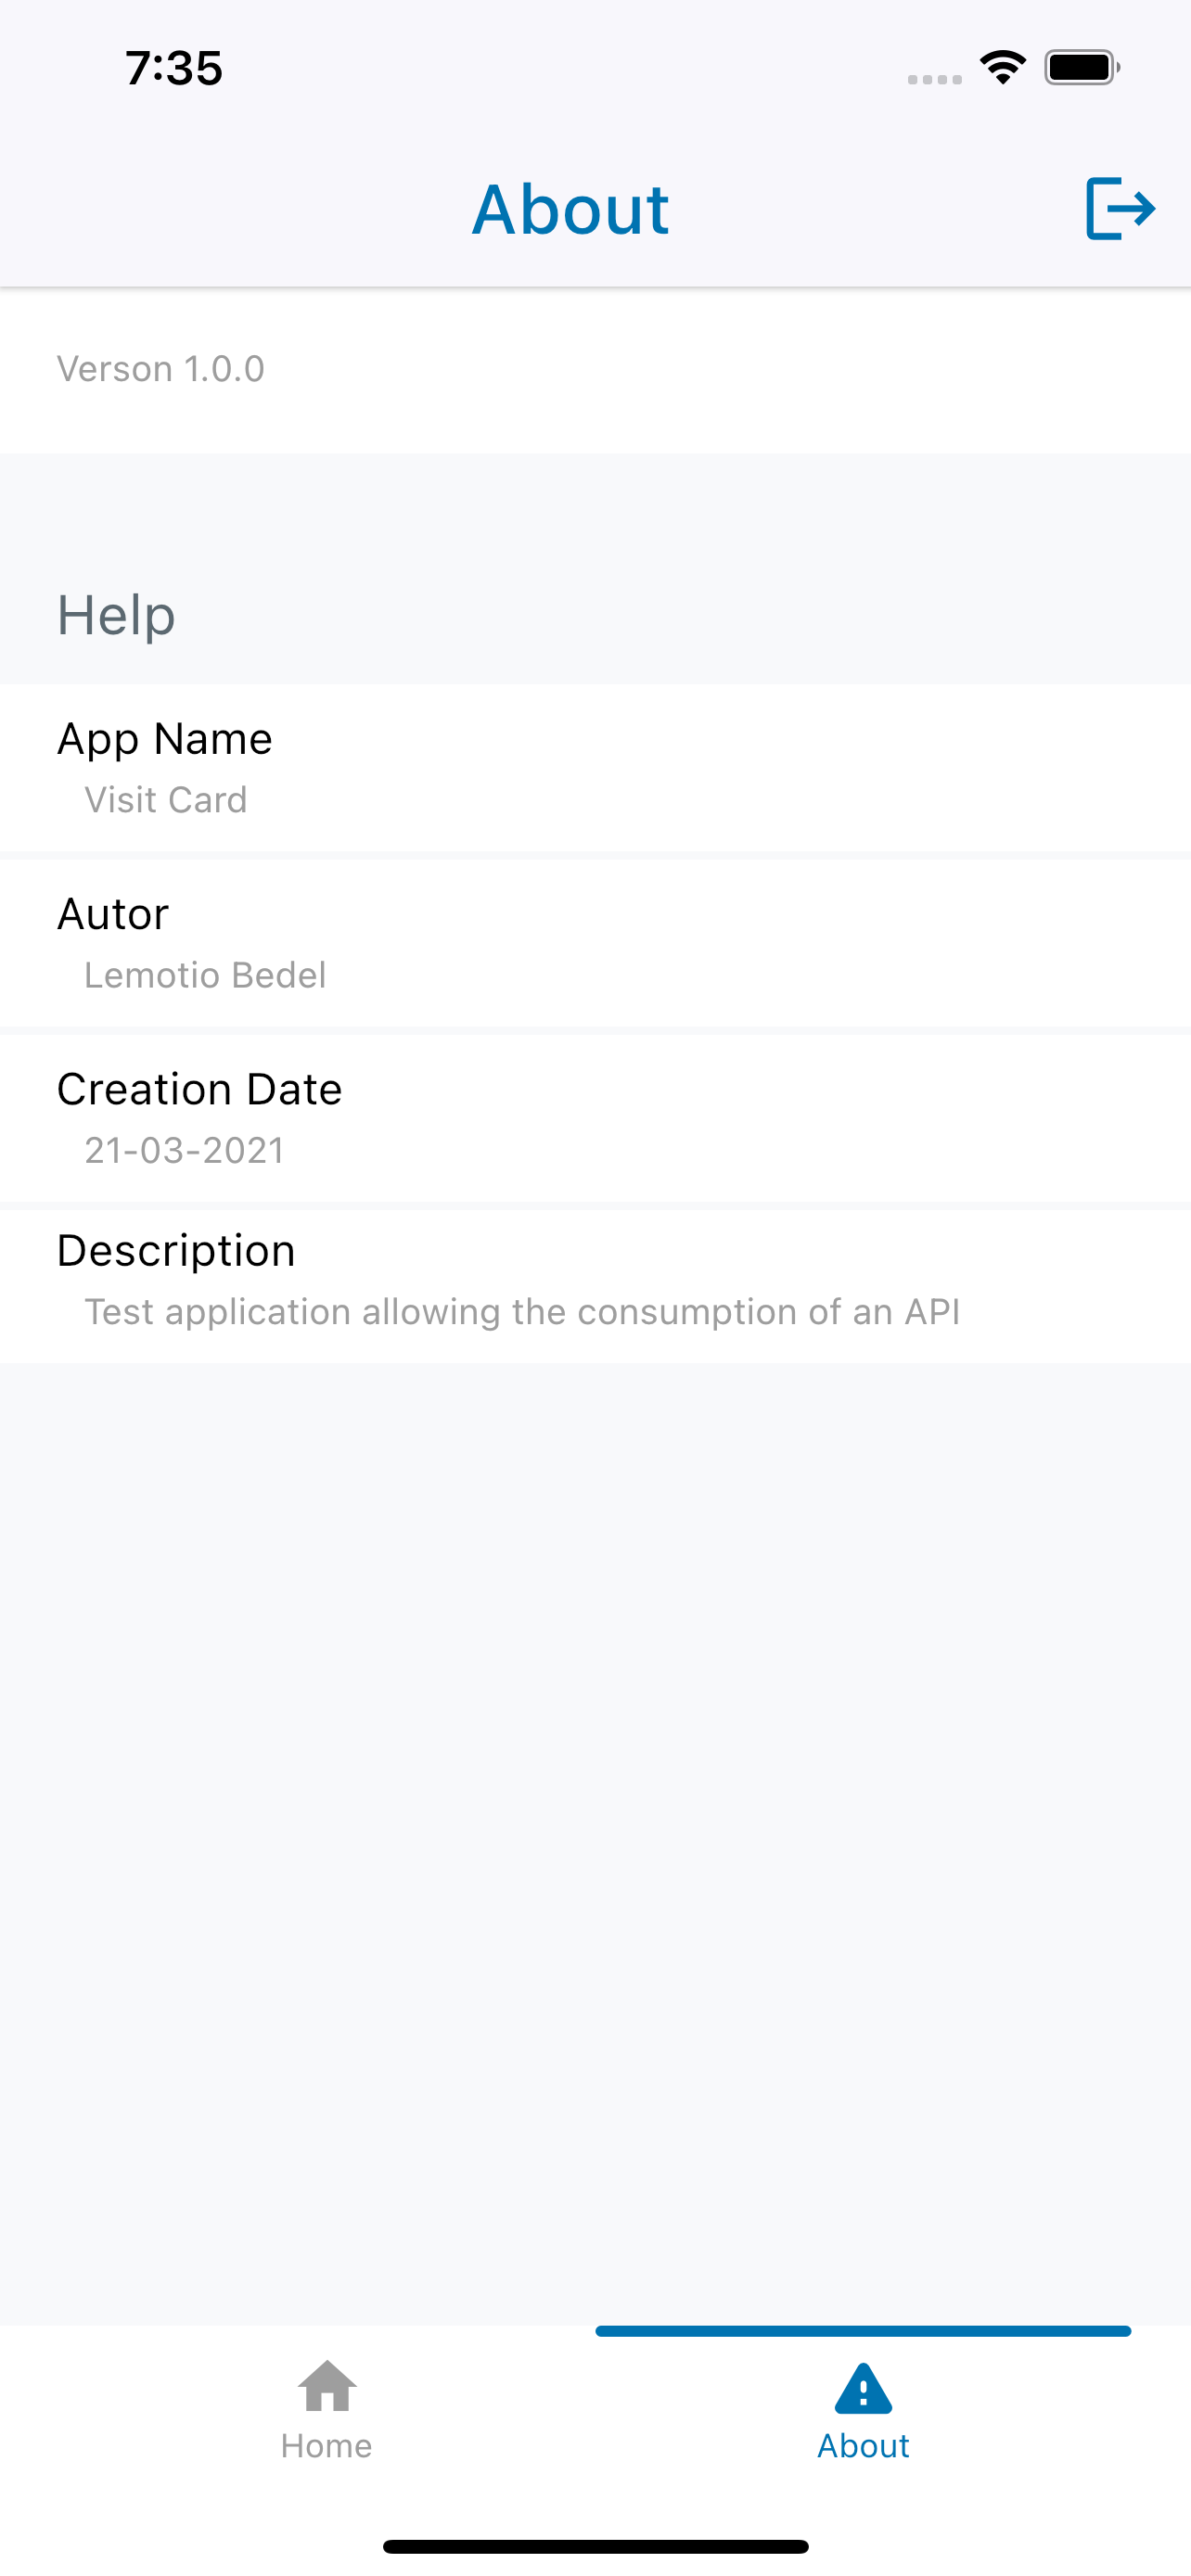 7:35
About
Verson 1.0.0
Help
App Name
Visit Card
Autor
Lemotio Bedel
Creation Date
21-03-2021
Description
Test application allowing the consumption of an API
Home
About